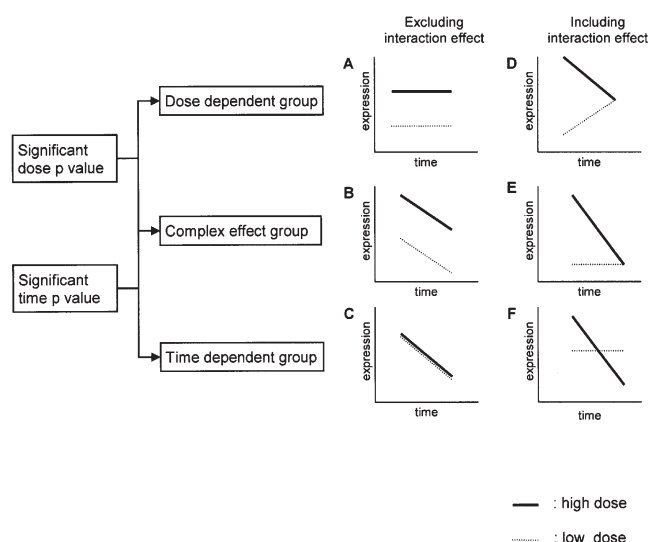 Excluding
interaction effect
Including
interaction effect
Significant
dose p value
Significant
time p value
Dose dependent group
Complex effect group
Time dependent group
A
expression
time
D
expression
time
B
expression
time
E
expression
time
C
expression
time
F
expression
time
: high dose
: low dose